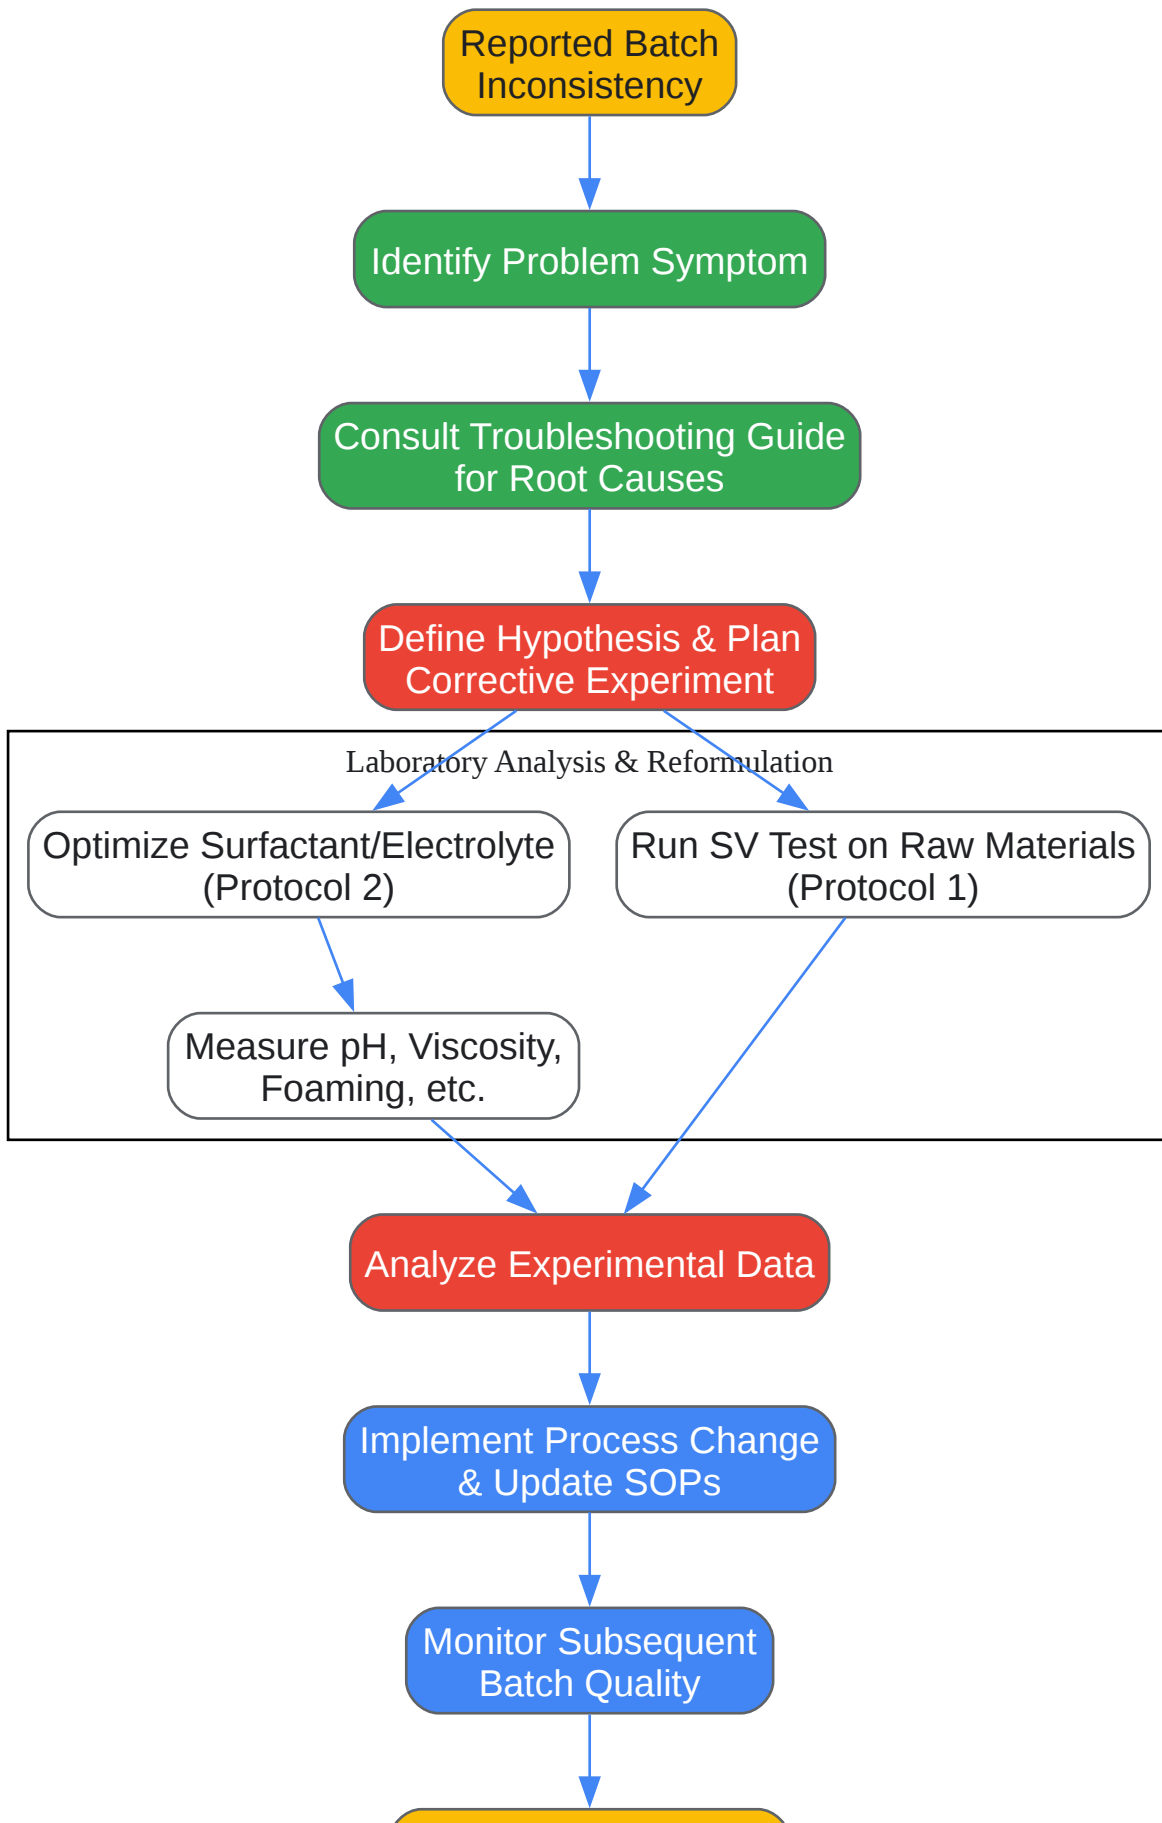 Reported Batch
Inconsistency
Identify Problem Symptom
Consult Troubleshooting Guide
for Root Causes
Define Hypothesis & Plan
Corrective Experiment
Laboratory Analysis & Reformulation
Optimize Surfactant/Electrolyte
(Protocol 2)
Run SV Test on Raw Materials
(Protocol 1)
Measure pH, Viscosity,
Foaming, etc.
Analyze Experimental Data
Implement Process Change
& Update SOPs
Monitor Subsequent
Batch Quality